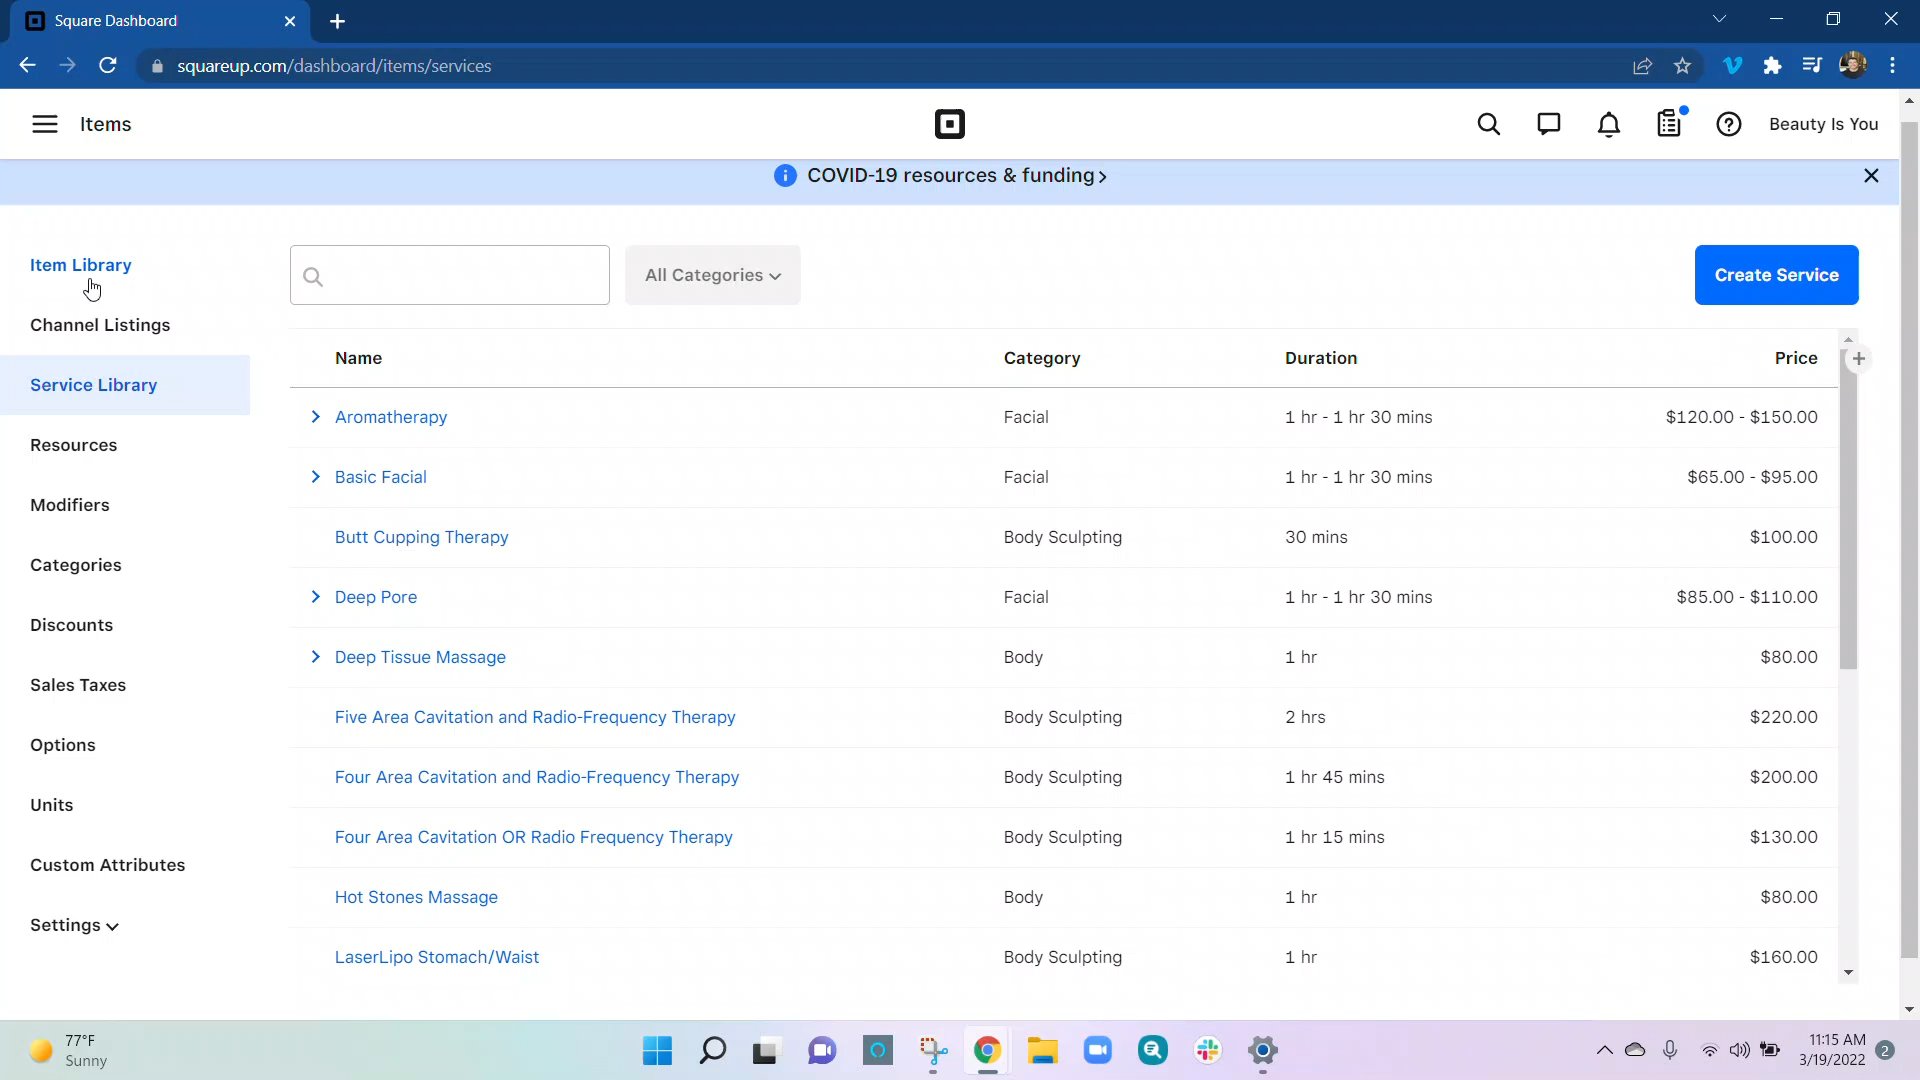 Square Dashboard
squareup.com/dashboard/items/services
Items
Beauty Is You
COVID-19 resources & funding
Item Library
Channel Listings
Service Library
Resources
Modifiers
Categories
Discounts
Sales Taxes
Options
Units
Custom Attributes
Settings
All Categories
Create Service
Name Category Duration Price
Aromatherapy Facial 1 hr - 1 hr 30 mins $120.00 - $150.00
Basic Facial Facial 1 hr - 1 hr 30 mins $65.00 - $95.00
Butt Cupping Therapy Body Sculpting 30 mins $100.00
Deep Pore Facial 1 hr - 1 hr 30 mins $85.00 - $110.00
Deep Tissue Massage Body 1 hr $80.00
Five Area Cavitation and Radio-Frequency Therapy Body Sculpting 2 hrs $220.00
Four Area Cavitation and Radio-Frequency Therapy Body Sculpting 1 hr 45 mins $200.00
Four Area Cavitation OR Radio Frequency Therapy Body Sculpting 1 hr 15 mins $130.00
Hot Stones Massage Body 1 hr $80.00
LaserLipo Stomach/Waist Body Sculpting 1 hr $160.00
77°F
Sunny
11:15 AM
3/19/2022
2